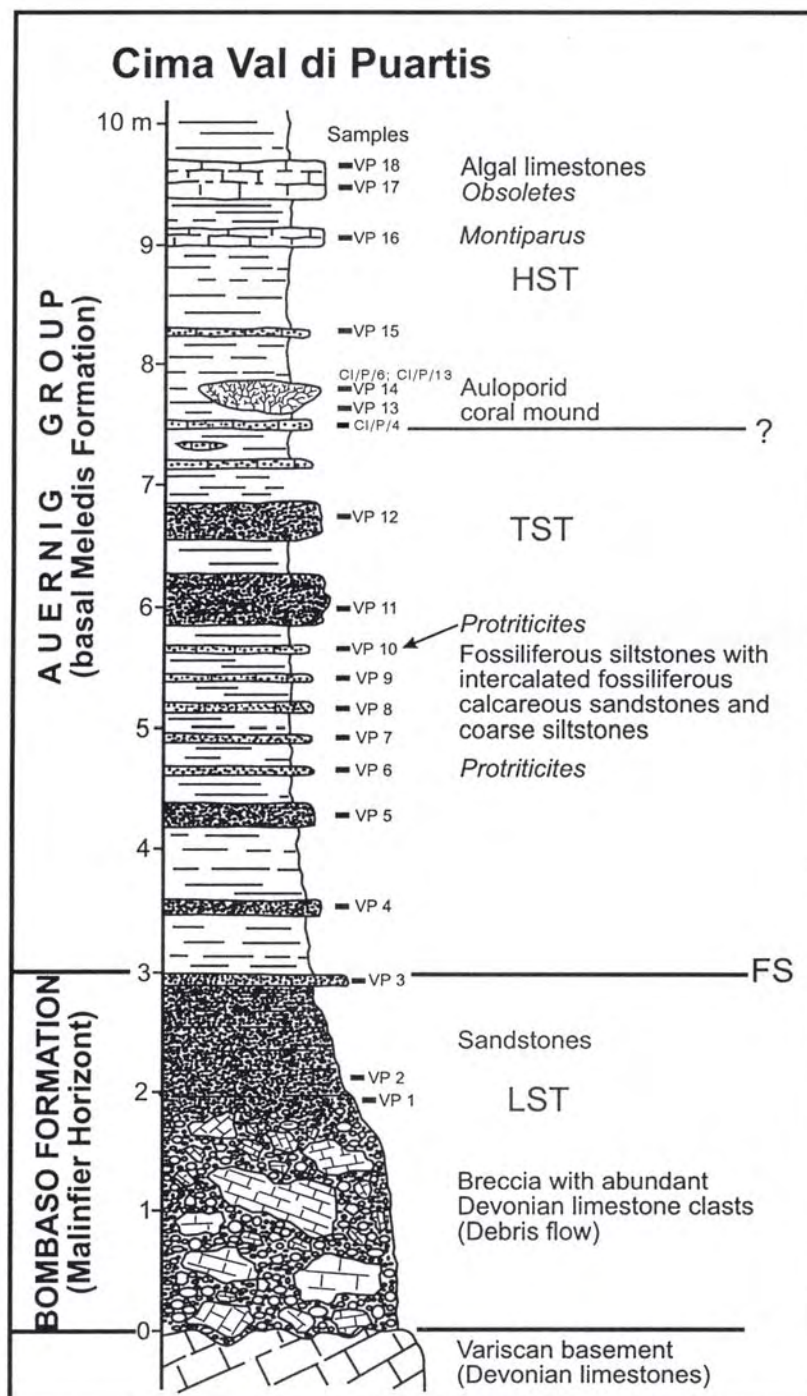 Cima Val di Puartis
10 m
Samples
VP 18
Algal limestones
VP 17
Obsoletes
9
VP 16
Montiparus
HST
VP 15
8
CI/P/6; CI/P/13
VP 14
Auloporid
VP 13
coral mound
CI/P/4
?
7
VP 12
TST
6
VP 11
Protriticites
VP 10
Fossiliferous siltstones with
VP 9
intercalated fossiliferous
VP 8
calcareous sandstones and
coarse siltstones
5
VP 7
VP 6
Protriticites
VP 5
4
VP 4
3
VP 3
FS
Sandstones
VP 2
2
VP 1
LST
Breccia with abundant
1
Devonian limestone clasts
(Debris flow)
0
Variscan basement
(Devonian limestones)
AUERNIG GROUP
(basal Meledis Formation)
BOMBASO FORMATION
(Malinfier Horizont)